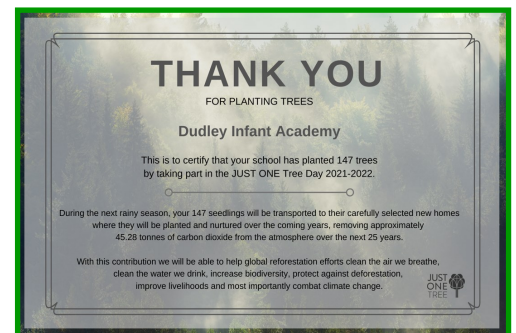 THANK YOU
FOR PLANTING TREES
Dudley Infant Academy
This is to certify that your school has planted 147 trees
by taking part in the JUST ONE Tree Day 2021-2022.
During the next rainy season, your 147 seedlings will be transported to their carefully selected new homes
where they will be planted and nurtured over the coming years, removing approximately
45.28 tonnes of carbon dioxide from the atmosphere over the next 25 years.
With this contribution we will be able to help global reforestation efforts clean the air we breathe,
clean the water we drink, increase biodiversity, protect against deforestation,
improve livelihoods and most importantly combat climate change.
JUST
ONE
TREE